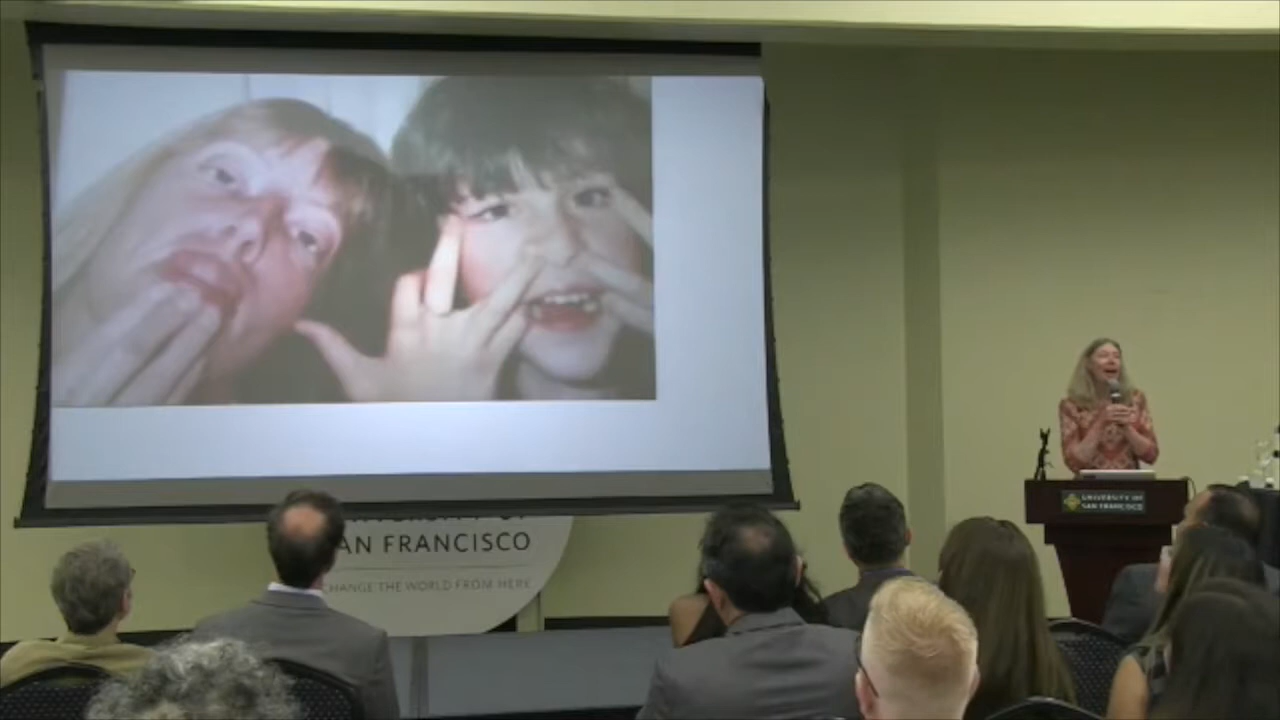 AN FRANCISCO
CHANGE THE WORLD FROM HERE
UNIVERSITY OF
SAN FRANCISCO